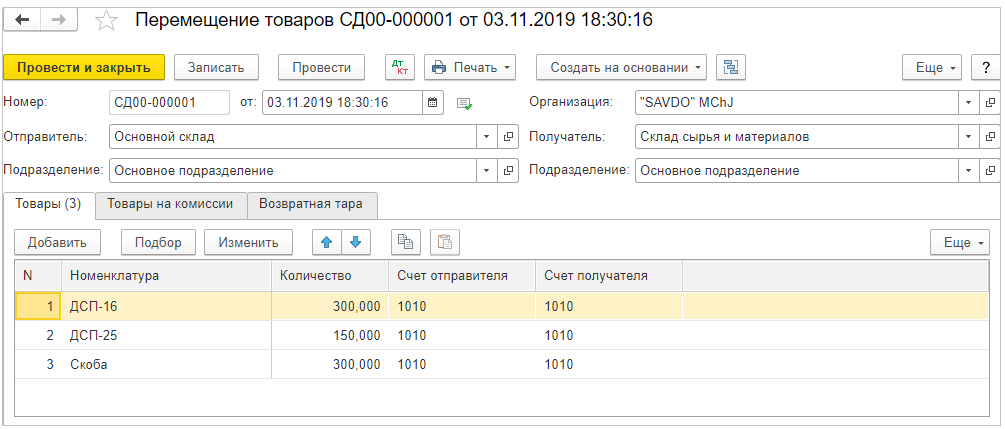 Перемещение товаров СД00-000001 от 03.11.2019 18:30:16
Провести и закрыть Записать Провести Дт Кт Печать Создать на основании Еще ?
Номер: СД00-000001 от: 03.11.2019 18:30:16 Организация: "SAVDO" MChJ
Отправитель: Основной склад Получатель: Склад сырья и материалов
Подразделение: Основное подразделение Подразделение: Основное подразделение
Товары (3) Товары на комиссии Возвратная тара
Добавить Подбор Изменить Еще
N Номенклатура Количество Счет отправителя Счет получателя
1 ДСП-16 300,000 1010 1010
2 ДСП-25 150,000 1010 1010
3 Скоба 300,000 1010 1010